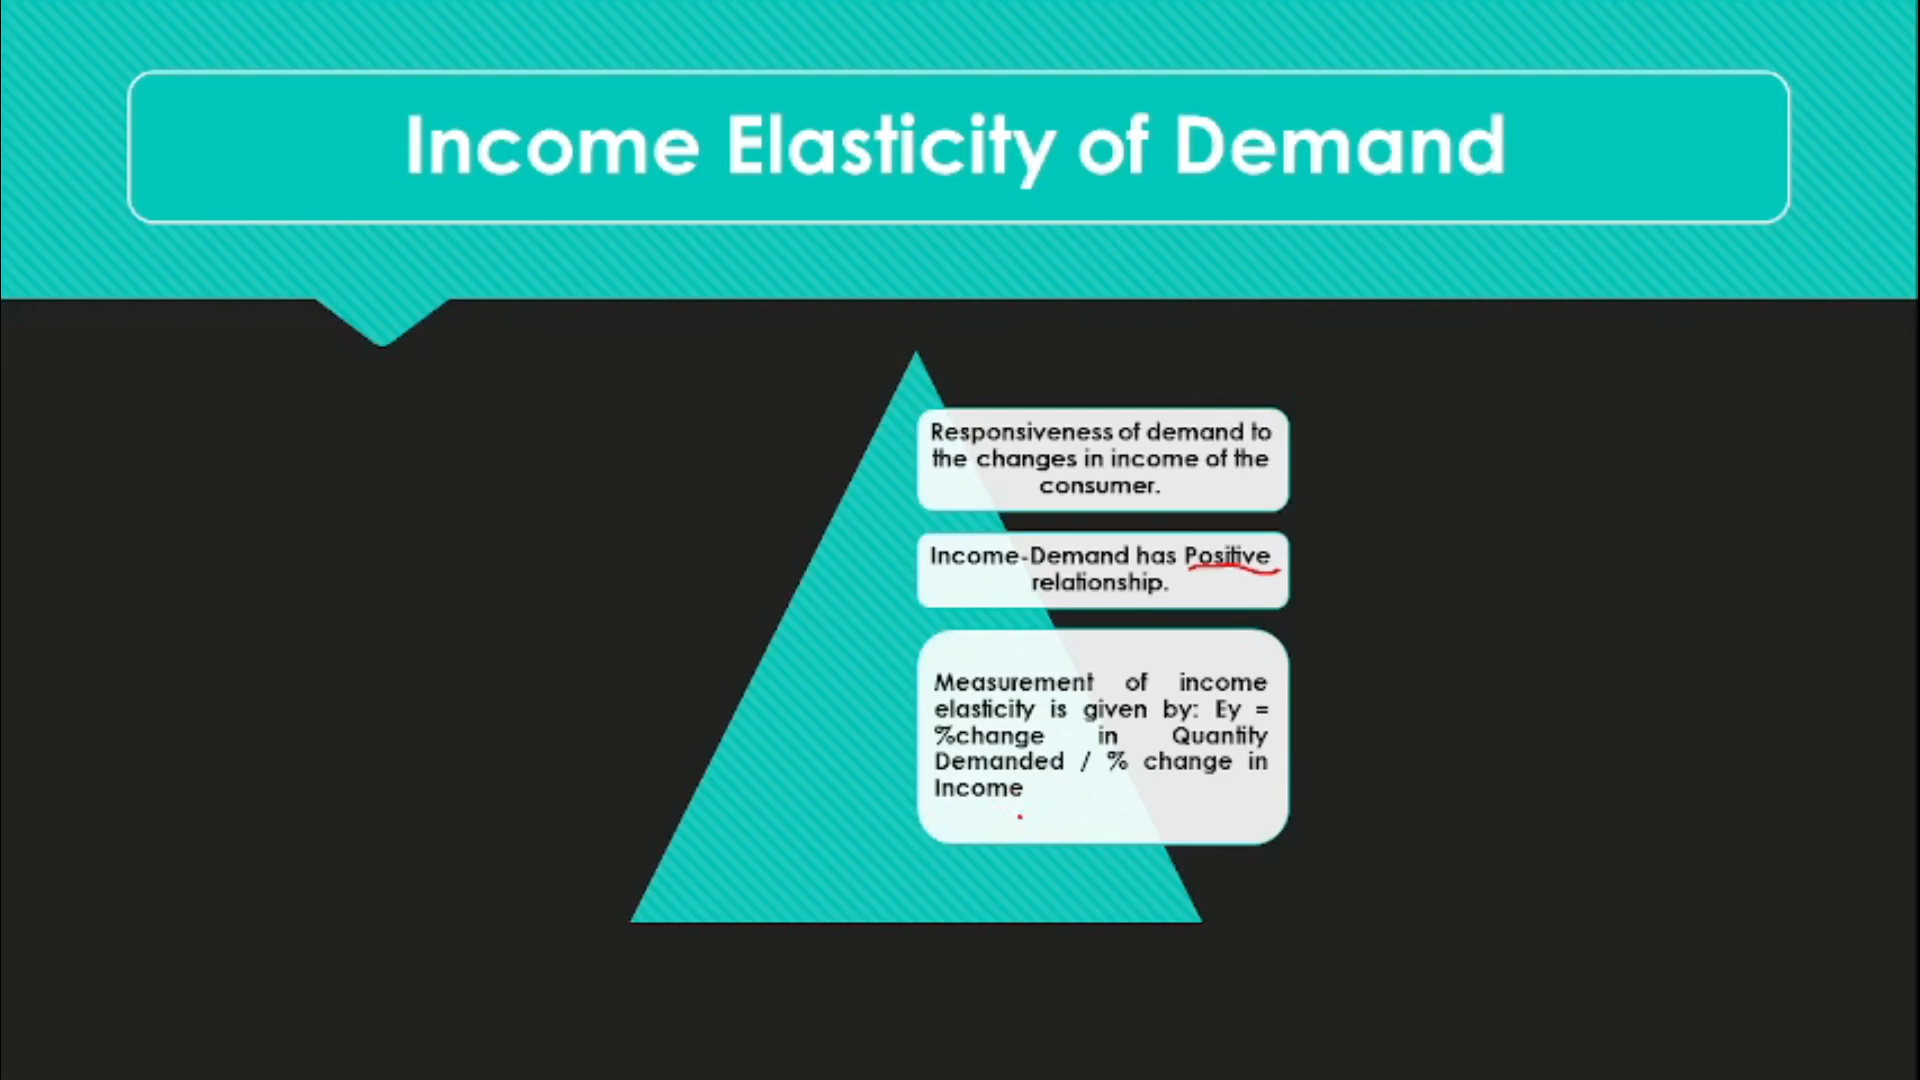 Income Elasticity of Demand
Responsiveness of demand to
the changes in income of the
consumer.
Income-Demand has Positive
relationship.
Measurement of income
elasticity is given by: Ey =
%change in Quantity
Demanded / % change in
Income